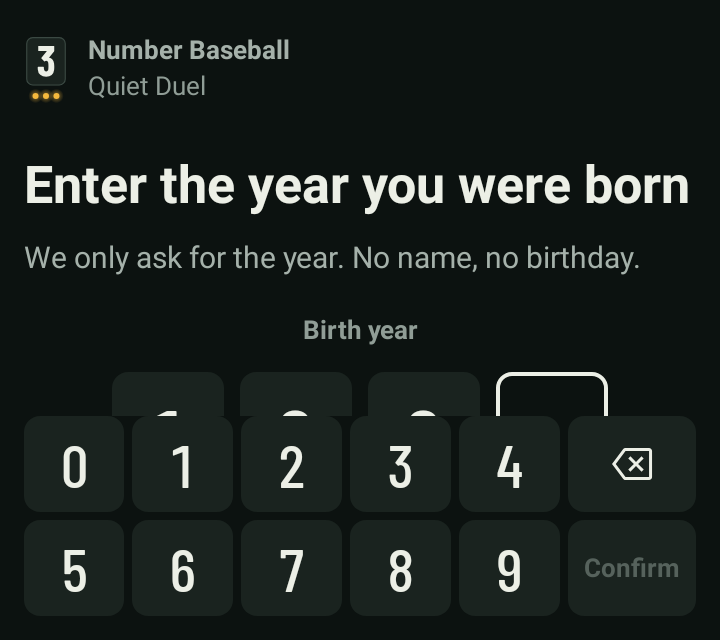 3
Number Baseball
Quiet Duel
Enter the year you were born
We only ask for the year. No name, no birthday.
Birth year
0 1 2 3 4
5 6 7 8 9 Confirm